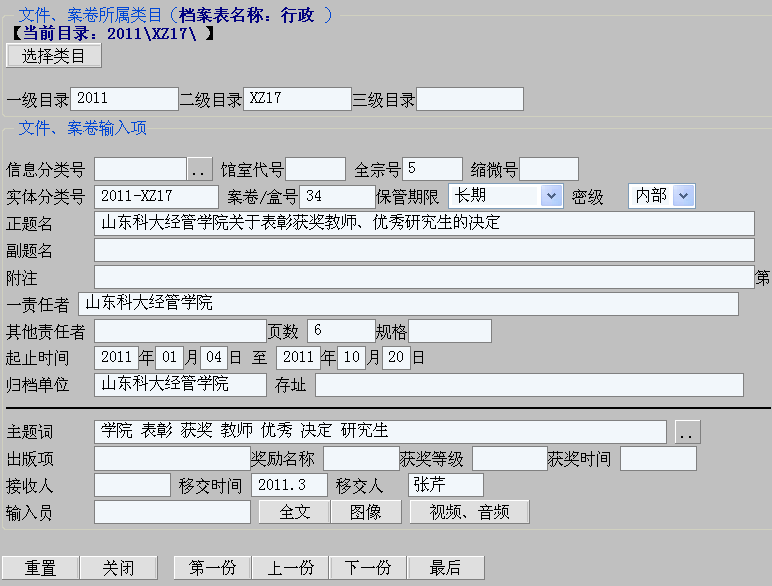 文件、案卷所属类目（档案表名称：行政 ）
【当前目录：2011\XZ17\ 】
选择类目
一级目录 2011 二级目录 XZ17 三级目录
文件、案卷输入项
信息分类号 .. 馆室代号 全宗号 5 缩微号
实体分类号 2011-XZ17 案卷/盒号 34 保管期限 长期 密级 内部
正题名 山东科大经管学院关于表彰获奖教师、优秀研究生的决定
副题名
附注 第
一责任者 山东科大经管学院
其他责任者 页数 6 规格
起止时间 2011 年 01 月 04 日 至 2011 年 10 月 20 日
归档单位 山东科大经管学院 存址
主题词 学院 表彰 获奖 教师 优秀 决定 研究生 ..
出版项 奖励名称 获奖等级 获奖时间
接收人 移交时间 2011.3 移交人 张芹
输入员 全文 图像 视频、音频
重置 关闭 第一份 上一份 下一份 最后